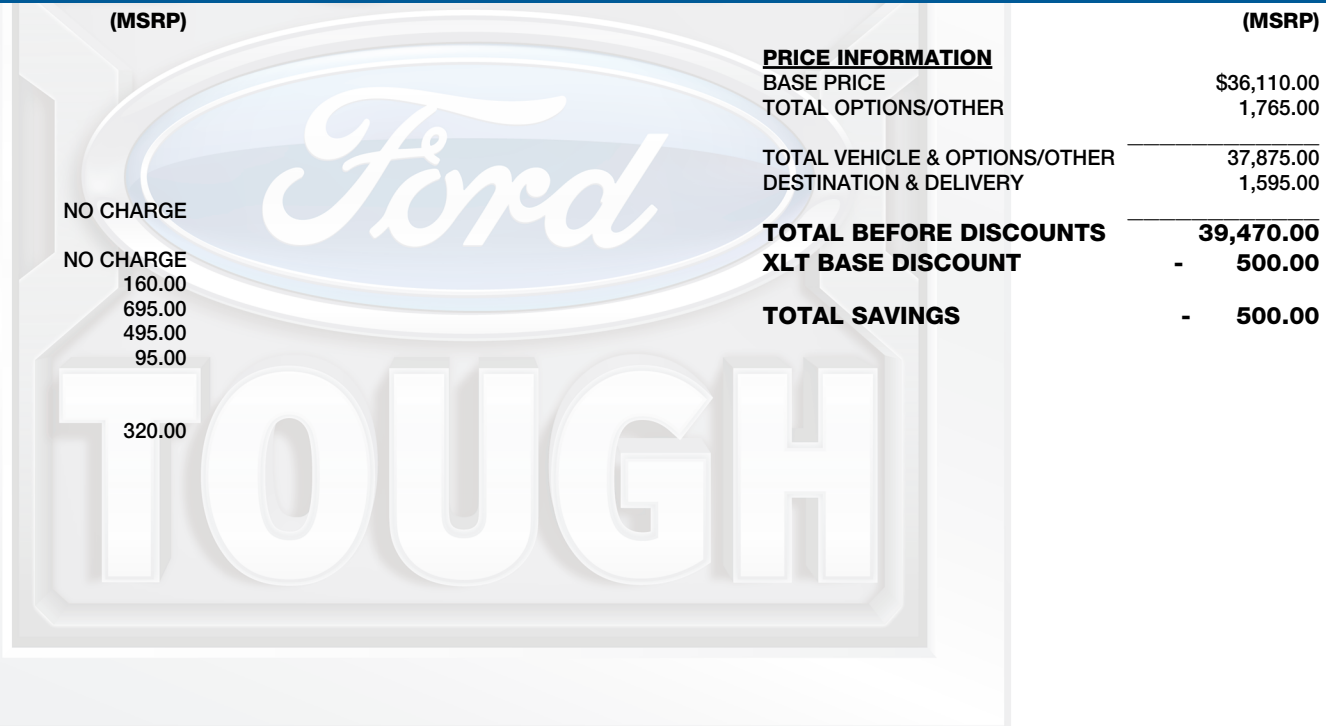 (MSRP)
NO CHARGE
NO CHARGE
160.00
695.00
495.00
95.00
320.00
(MSRP)
PRICE INFORMATION
BASE PRICE $36,110.00
TOTAL OPTIONS/OTHER 1,765.00
TOTAL VEHICLE & OPTIONS/OTHER 37,875.00
DESTINATION & DELIVERY 1,595.00
TOTAL BEFORE DISCOUNTS 39,470.00
XLT BASE DISCOUNT - 500.00
TOTAL SAVINGS - 500.00
Ford
TOUGH